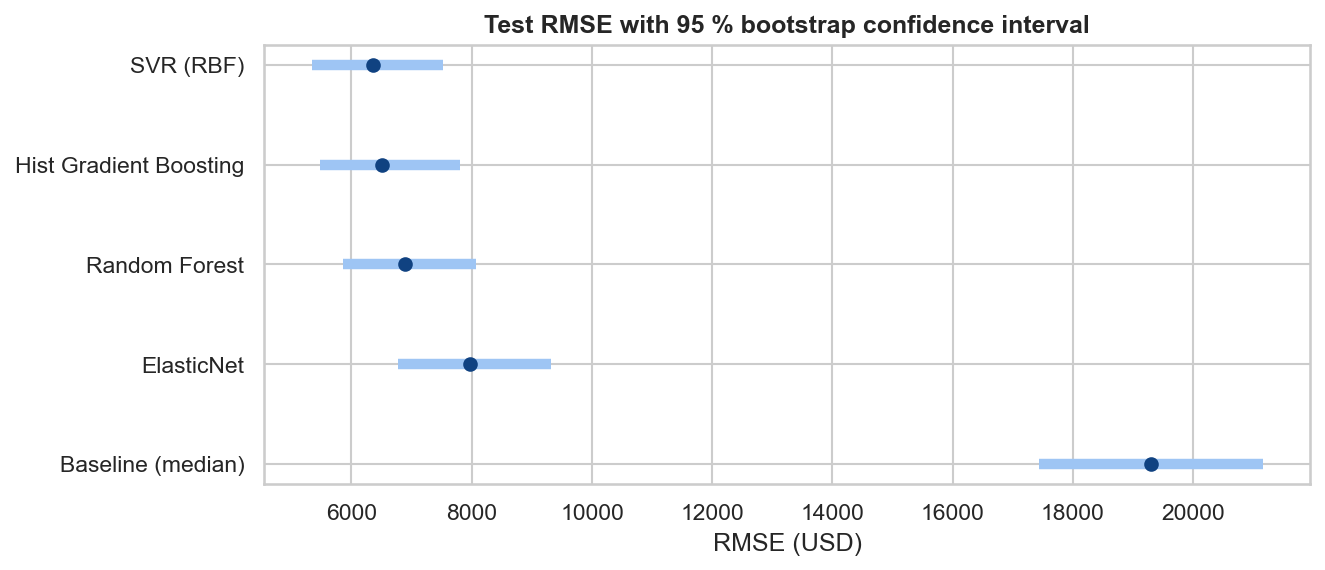 Test RMSE with 95 % bootstrap confidence interval
SVR (RBF)
Hist Gradient Boosting
Random Forest
ElasticNet
Baseline (median)
6000 8000 10000 12000 14000 16000 18000 20000
RMSE (USD)